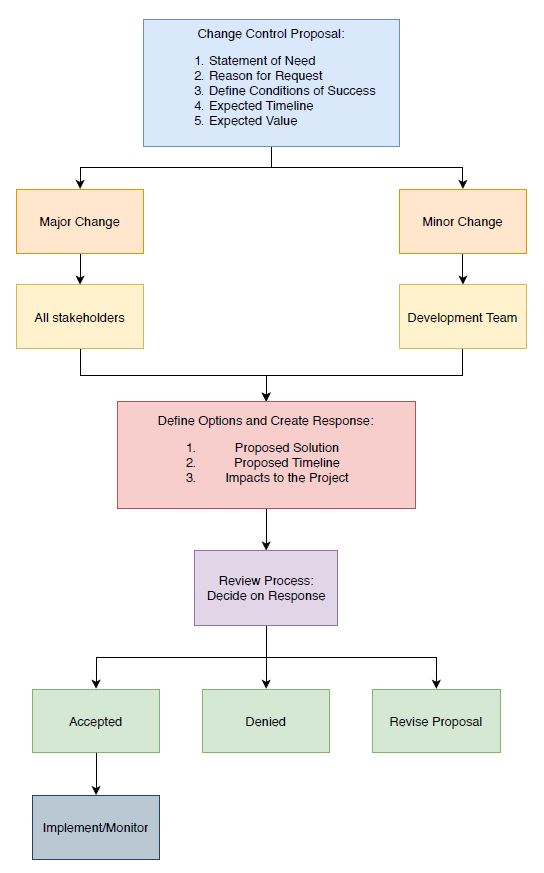 Change Control Proposal:
1. Statement of Need
2. Reason for Request
3. Define Conditions of Success
4. Expected Timeline
5. Expected Value
Major Change
Minor Change
All stakeholders
Development Team
Define Options and Create Response:
1. Proposed Solution
2. Proposed Timeline
3. Impacts to the Project
Review Process:
Decide on Response
Accepted
Denied
Revise Proposal
Implement/Monitor